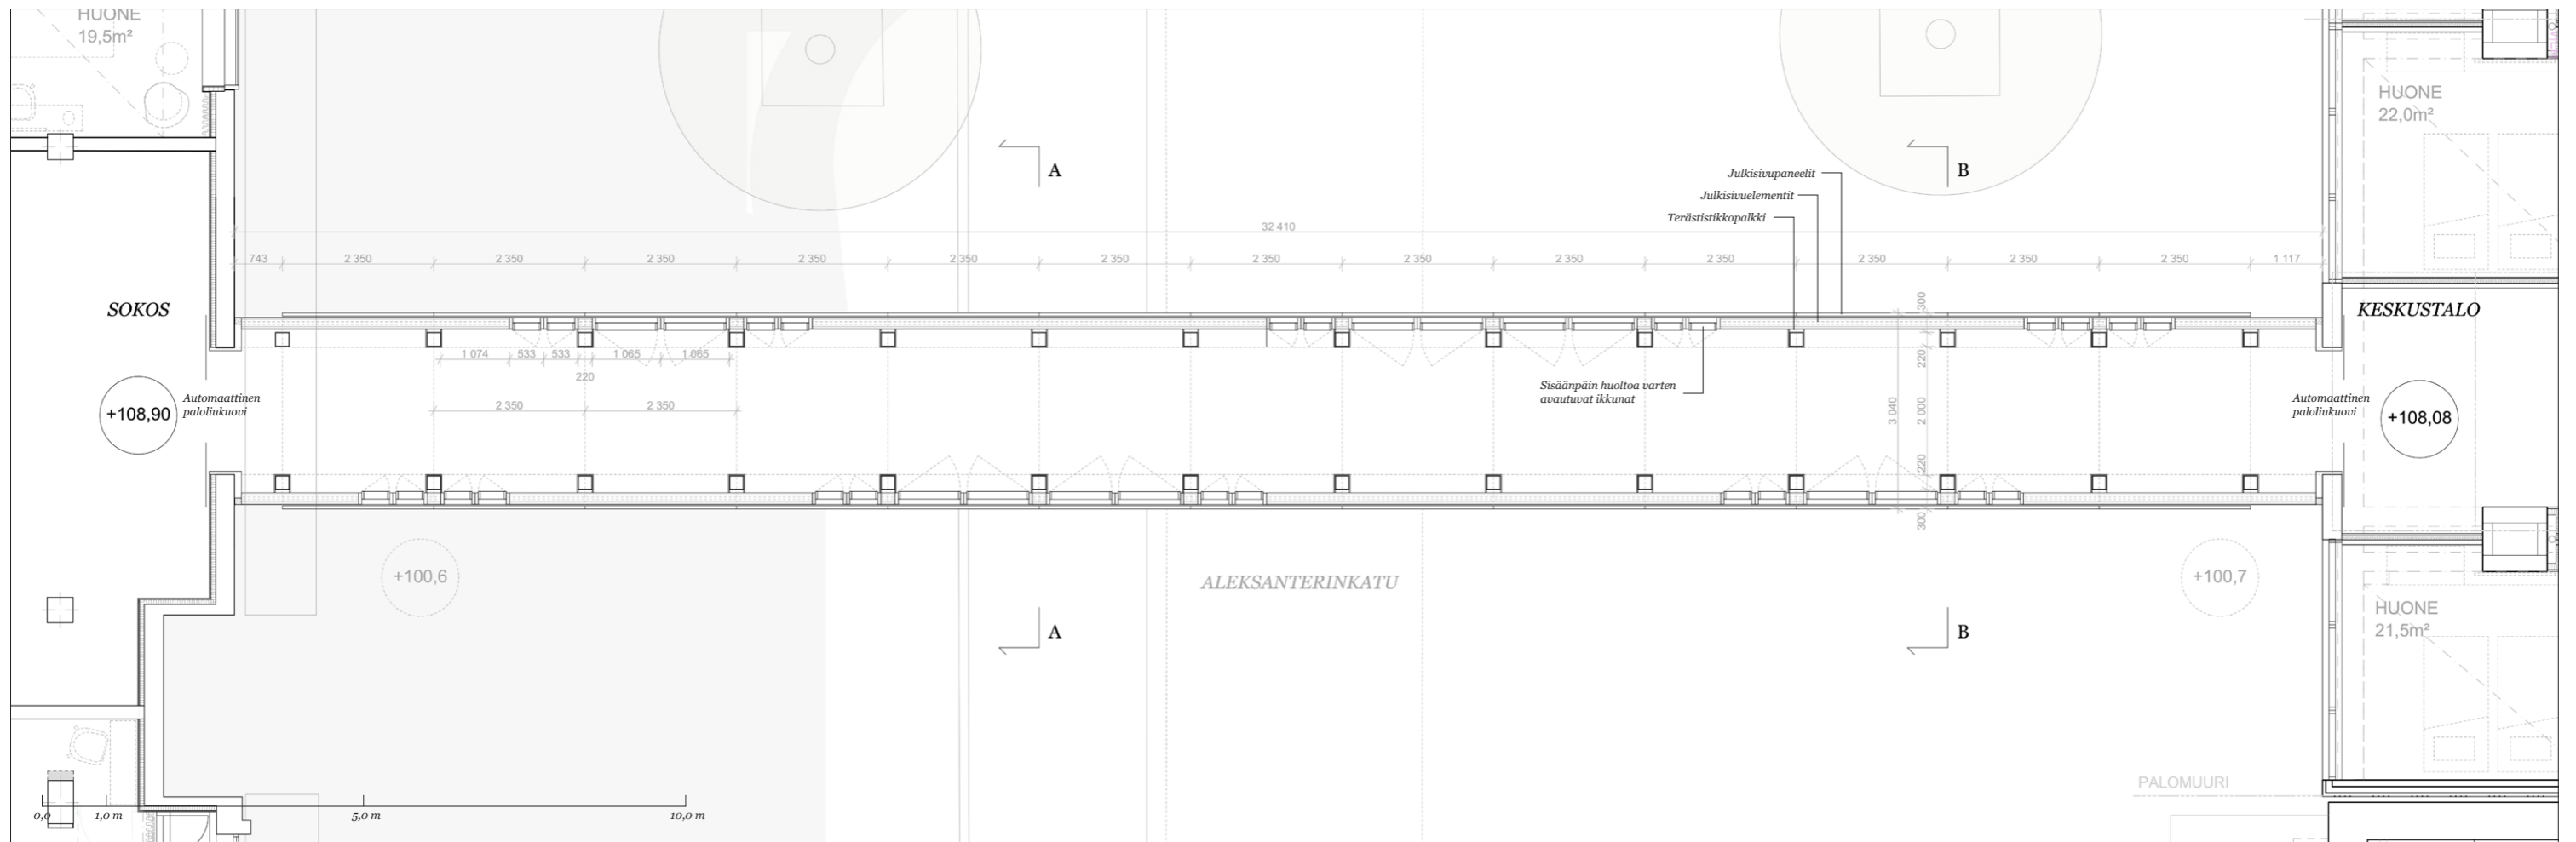 HUONE
19,5m²
HUONE
22,0m²
A
B
Julkisivupaneelit
Julkisivuelementit
Terästistikkopalkki
32 410
743
2 350
2 350
2 350
2 350
2 350
2 350
2 350
2 350
2 350
2 350
2 350
2 350
2 350
1 117
SOKOS
KESKUSTALO
300
1 074
533
533
1 065
1 065
220
220
Sisäänpäin huoltoa varten
avautuvat ikkunat
2 350
2 350
3 040
2 000
+108,90
Automaattinen
paloliukuovi
Automaattinen
paloliukuovi
+108,08
220
300
+100,6
ALEKSANTERINKATU
+100,7
HUONE
21,5m²
A
B
PALOMUURI
0,0
1,0 m
5,0 m
10,0 m